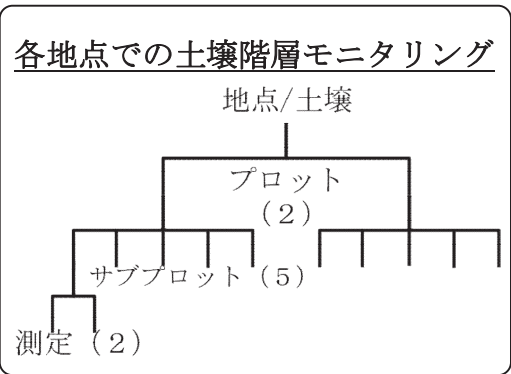 各地点での土壌階層モニタリング
地点/土壌
プロット
（２）
サブプロット（５）
測定（２）